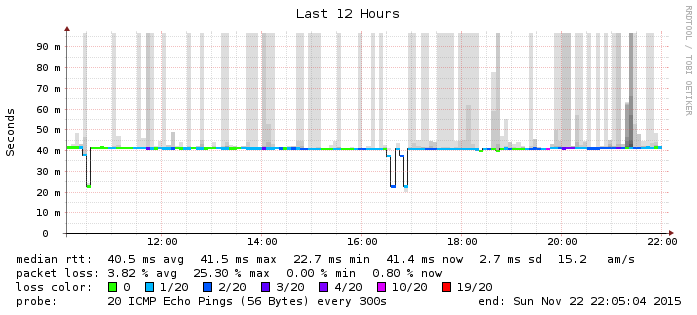 Last 12 Hours
RRDTOOL / TOBI OETIKER
Seconds
90 m
80 m
70 m
60 m
50 m
40 m
30 m
20 m
10 m
0
12:00 14:00 16:00 18:00 20:00 22:00
median rtt: 40.5 ms avg 41.5 ms max 22.7 ms min 41.4 ms now 2.7 ms sd 15.2 am/s
packet loss: 3.82 % avg 25.30 % max 0.00 % min 0.80 % now
loss color: 0 1/20 2/20 3/20 4/20 10/20 19/20
probe: 20 ICMP Echo Pings (56 Bytes) every 300s end: Sun Nov 22 22:05:04 2015